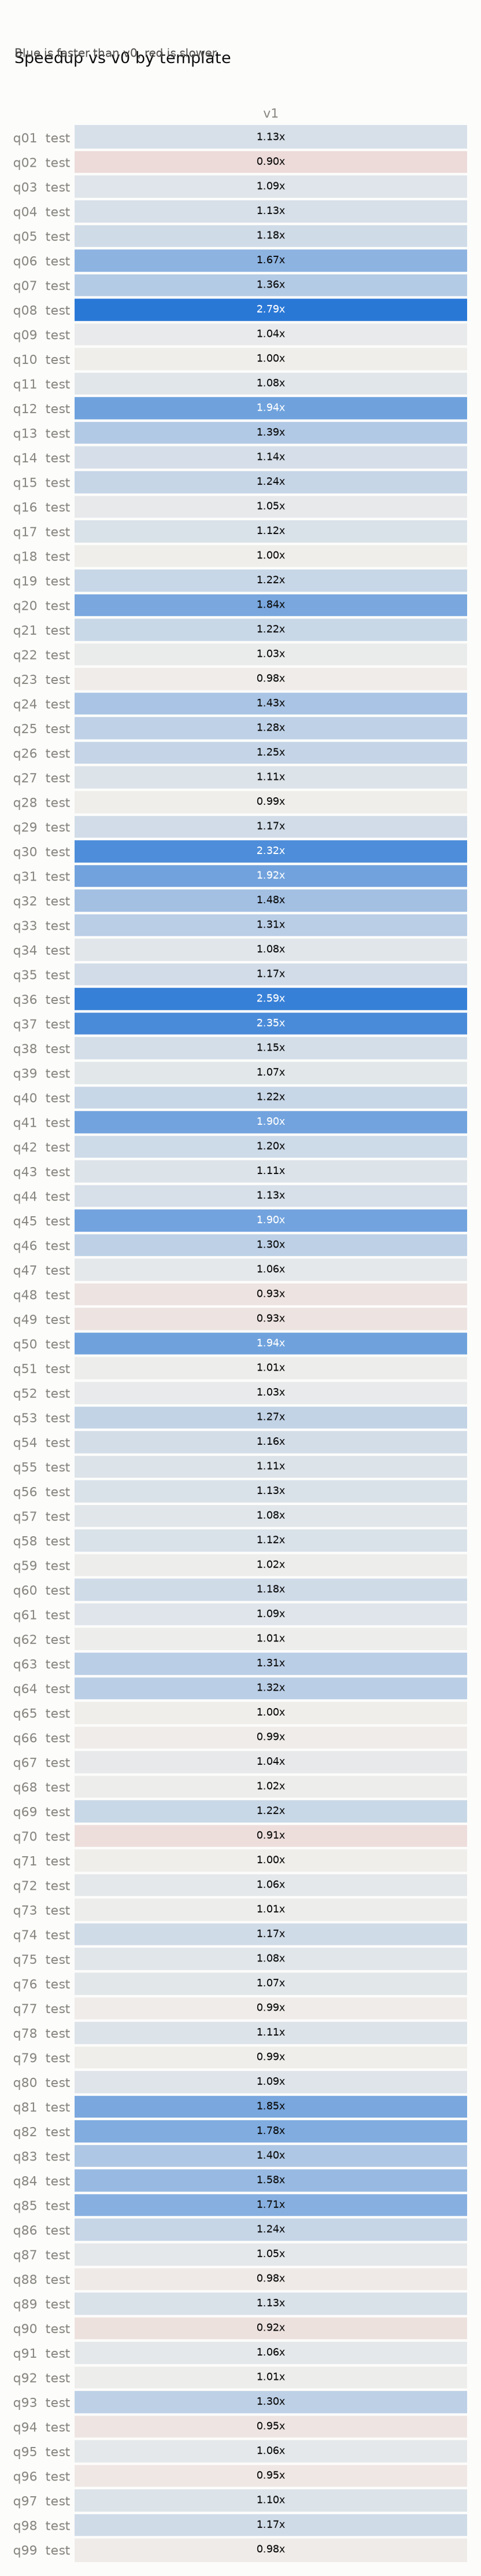 Blue is faster than v0, red is slower.
Speedup vs v0 by template
v1
q01 test 1.13x
q02 test 0.90x
q03 test 1.09x
q04 test 1.13x
q05 test 1.18x
q06 test 1.67x
q07 test 1.36x
q08 test 2.79x
q09 test 1.04x
q10 test 1.00x
q11 test 1.08x
q12 test 1.94x
q13 test 1.39x
q14 test 1.14x
q15 test 1.24x
q16 test 1.05x
q17 test 1.12x
q18 test 1.00x
q19 test 1.22x
q20 test 1.84x
q21 test 1.22x
q22 test 1.03x
q23 test 0.98x
q24 test 1.43x
q25 test 1.28x
q26 test 1.25x
q27 test 1.11x
q28 test 0.99x
q29 test 1.17x
q30 test 2.32x
q31 test 1.92x
q32 test 1.48x
q33 test 1.31x
q34 test 1.08x
q35 test 1.17x
q36 test 2.59x
q37 test 2.35x
q38 test 1.15x
q39 test 1.07x
q40 test 1.22x
q41 test 1.90x
q42 test 1.20x
q43 test 1.11x
q44 test 1.13x
q45 test 1.90x
q46 test 1.30x
q47 test 1.06x
q48 test 0.93x
q49 test 0.93x
q50 test 1.94x
q51 test 1.01x
q52 test 1.03x
q53 test 1.27x
q54 test 1.16x
q55 test 1.11x
q56 test 1.13x
q57 test 1.08x
q58 test 1.12x
q59 test 1.02x
q60 test 1.18x
q61 test 1.09x
q62 test 1.01x
q63 test 1.31x
q64 test 1.32x
q65 test 1.00x
q66 test 0.99x
q67 test 1.04x
q68 test 1.02x
q69 test 1.22x
q70 test 0.91x
q71 test 1.00x
q72 test 1.06x
q73 test 1.01x
q74 test 1.17x
q75 test 1.08x
q76 test 1.07x
q77 test 0.99x
q78 test 1.11x
q79 test 0.99x
q80 test 1.09x
q81 test 1.85x
q82 test 1.78x
q83 test 1.40x
q84 test 1.58x
q85 test 1.71x
q86 test 1.24x
q87 test 1.05x
q88 test 0.98x
q89 test 1.13x
q90 test 0.92x
q91 test 1.06x
q92 test 1.01x
q93 test 1.30x
q94 test 0.95x
q95 test 1.06x
q96 test 0.95x
q97 test 1.10x
q98 test 1.17x
q99 test 0.98x